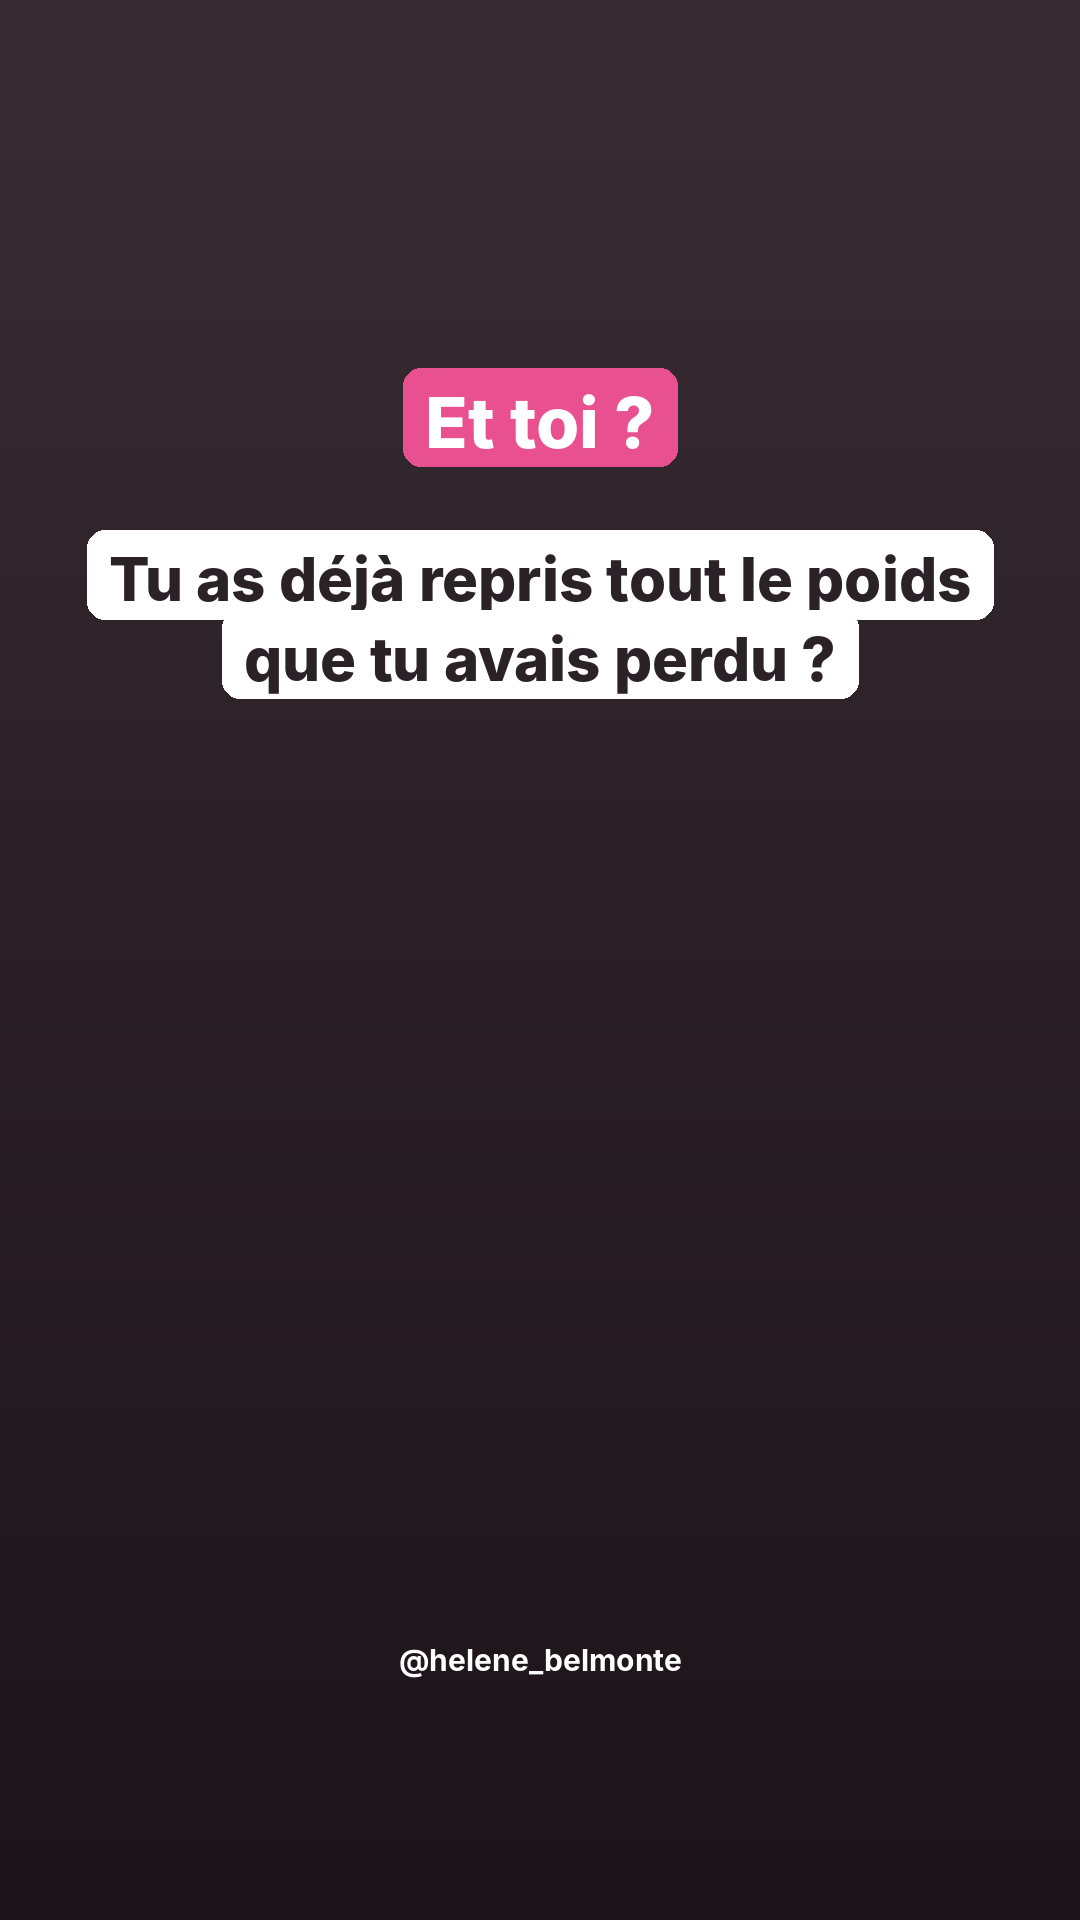 Et toi ?
Tu as déjà repris tout le poids
que tu avais perdu ?
@helene_belmonte